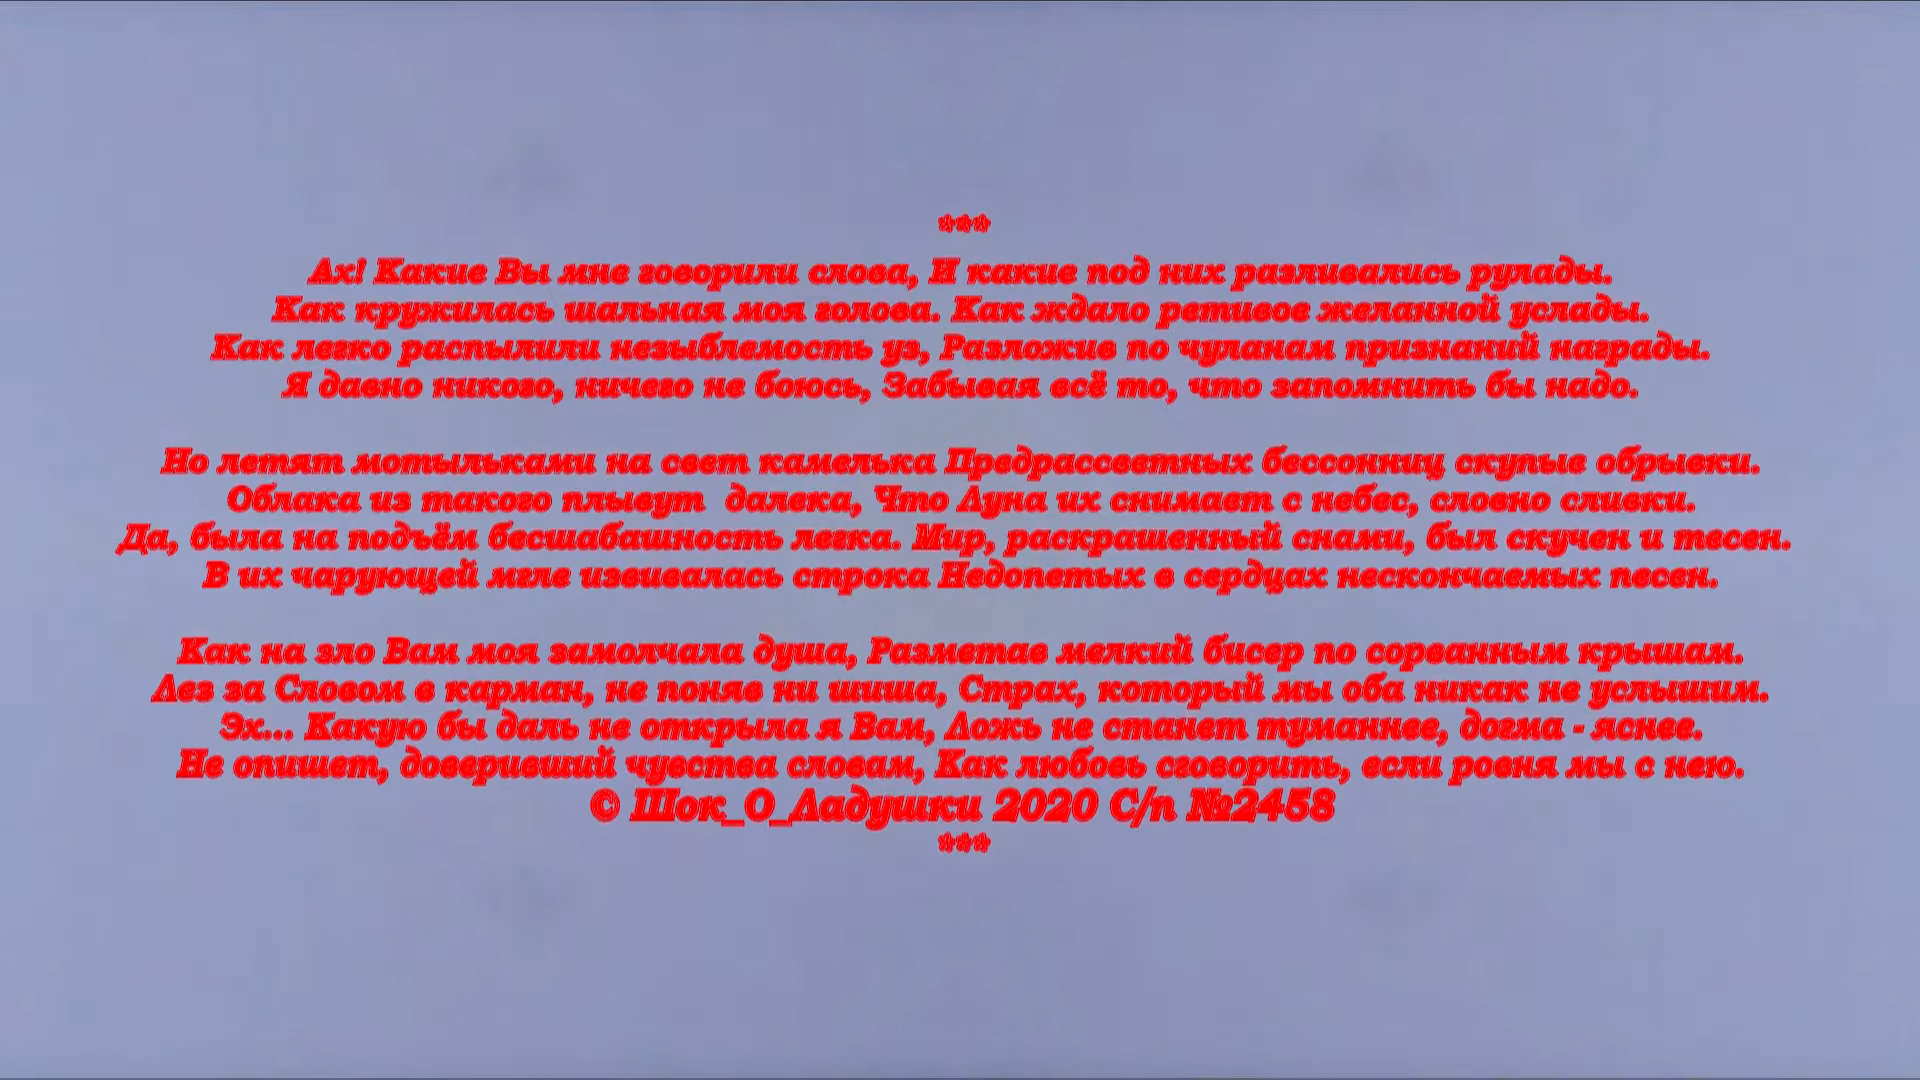 ***
Ах! Какие Вы мне говорили слова, И какие под них разливались рулады.
Как кружилась шальная моя голова. Как ждало ретивое желанной услады.
Как легко распылили незыблемость уз, Разложив по чуланам признаний награды.
Я давно никого, ничего не боюсь, Забывая всё то, что запомнить бы надо.
Но летят мотыльками на свет камелька Предрассветных бессонниц скупые обрывки.
Облака из такого плывут  далека, Что Луна их снимает с небес, словно сливки.
Да, была на подъём бесшабашность легка. Мир, раскрашенный снами, был скучен и тесен.
В их чарующей мгле извивалась строка Недопетых в сердцах нескончаемых песен.
Как на зло Вам моя замолчала душа, Разметав мелкий бисер по сорванным крышам.
Лез за Словом в карман, не поняв ни шиша, Страх, который мы оба никак не услышим.
Эх... Какую бы даль не открыла я Вам, Ложь не станет туманнее, догма - яснее.
Не опишет, доверивший чувства словам, Как любовь сговорить, если ровня мы с нею.
© Шок_О_Ладушки 2020 С/п №2458
***